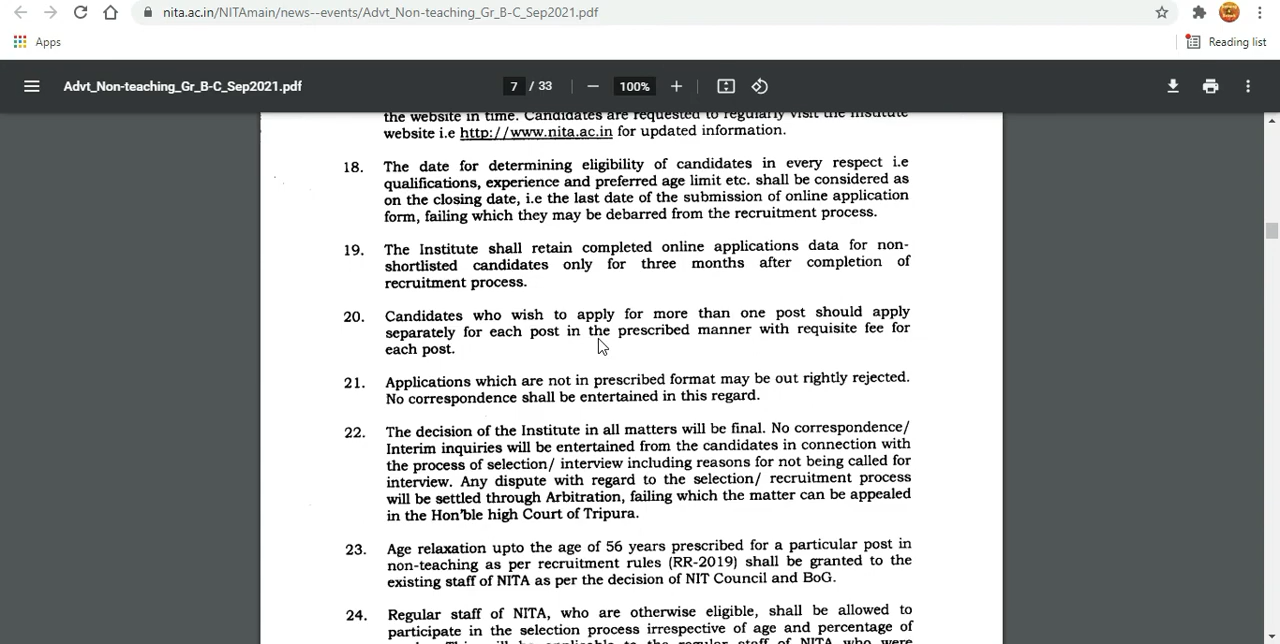 nita.ac.in/NITAmain/news--events/Advt_Non-teaching_Gr_B-C_Sep2021.pdf
Apps
Reading list
Advt_Non-teaching_Gr_B-C_Sep2021.pdf
7 / 33
100%
the website in time. Candidates are requested to regularly visit the Institute
website i.e http://www.nita.ac.in for updated information.
18. The date for determining eligibility of candidates in every respect i.e
qualifications, experience and preferred age limit etc. shall be considered as
on the closing date, i.e the last date of the submission of online application
form, failing which they may be debarred from the recruitment process.
19. The Institute shall retain completed online applications data for non-
shortlisted candidates only for three months after completion of
recruitment process.
20. Candidates who wish to apply for more than one post should apply
separately for each post in the prescribed manner with requisite fee for
each post.
21. Applications which are not in prescribed format may be out rightly rejected.
No correspondence shall be entertained in this regard.
22. The decision of the Institute in all matters will be final. No correspondence/
Interim inquiries will be entertained from the candidates in connection with
the process of selection/ interview including reasons for not being called for
interview. Any dispute with regard to the selection/ recruitment process
will be settled through Arbitration, failing which the matter can be appealed
in the Hon'ble high Court of Tripura.
23. Age relaxation upto the age of 56 years prescribed for a particular post in
non-teaching as per recruitment rules (RR-2019) shall be granted to the
existing staff of NITA as per the decision of NIT Council and BoG.
24. Regular staff of NITA, who are otherwise eligible, shall be allowed to
participate in the selection process irrespective of age and percentage of
the regular staff of NITA who were